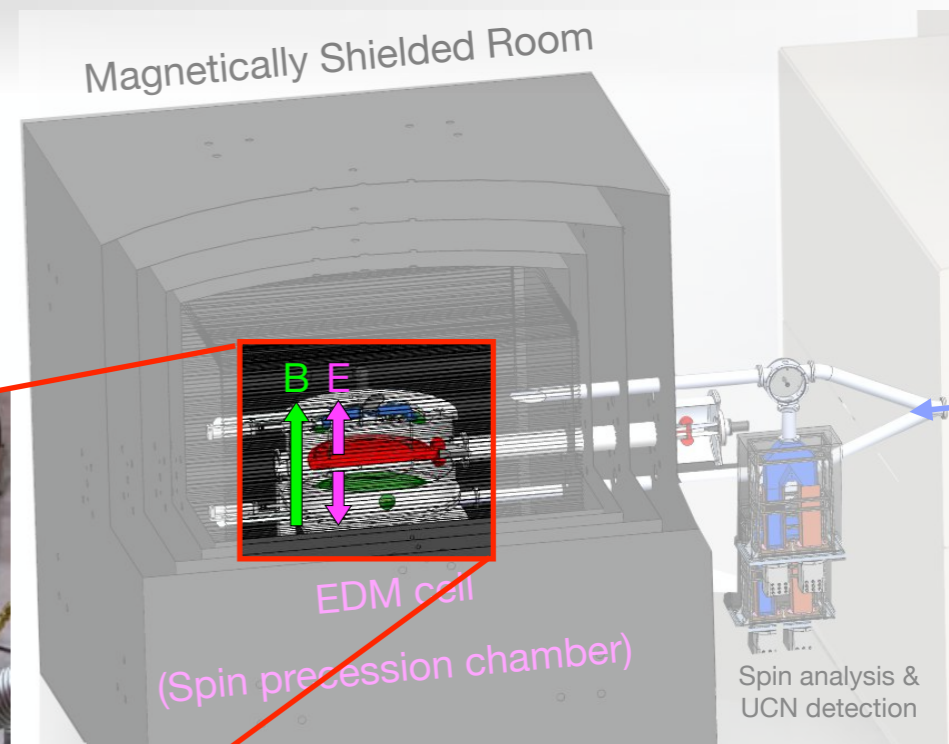 Magnetically Shielded Room
B E
EDM cell
(Spin precession chamber)
Spin analysis &
UCN detection